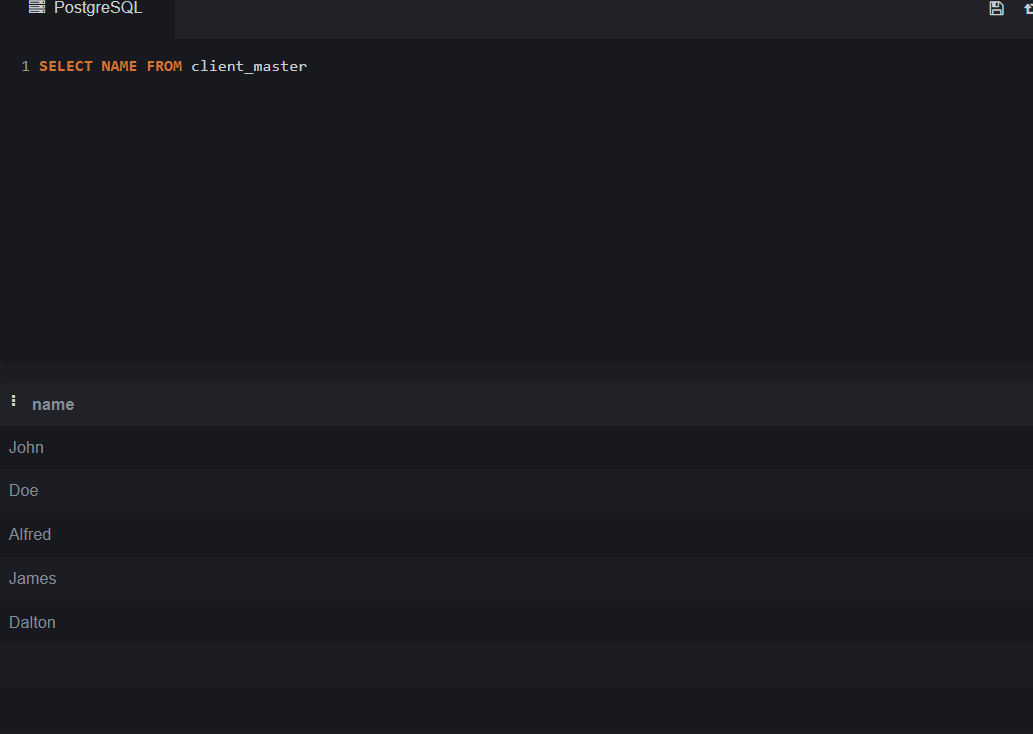 PostgreSQL
1 SELECT NAME FROM client_master
name
John
Doe
Alfred
James
Dalton